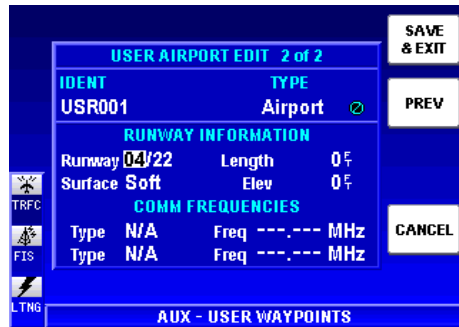 SAVE
& EXIT
USER AIRPORT EDIT 2 of 2
IDENT TYPE
USR001 Airport
PREV
RUNWAY INFORMATION
Runway 04/22 Length 0 FT
Surface Soft Elev 0 FT
TRFC
COMM FREQUENCIES
Type N/A Freq ---.--- MHz
CANCEL
Type N/A Freq ---.--- MHz
FIS
LTNG
AUX - USER WAYPOINTS